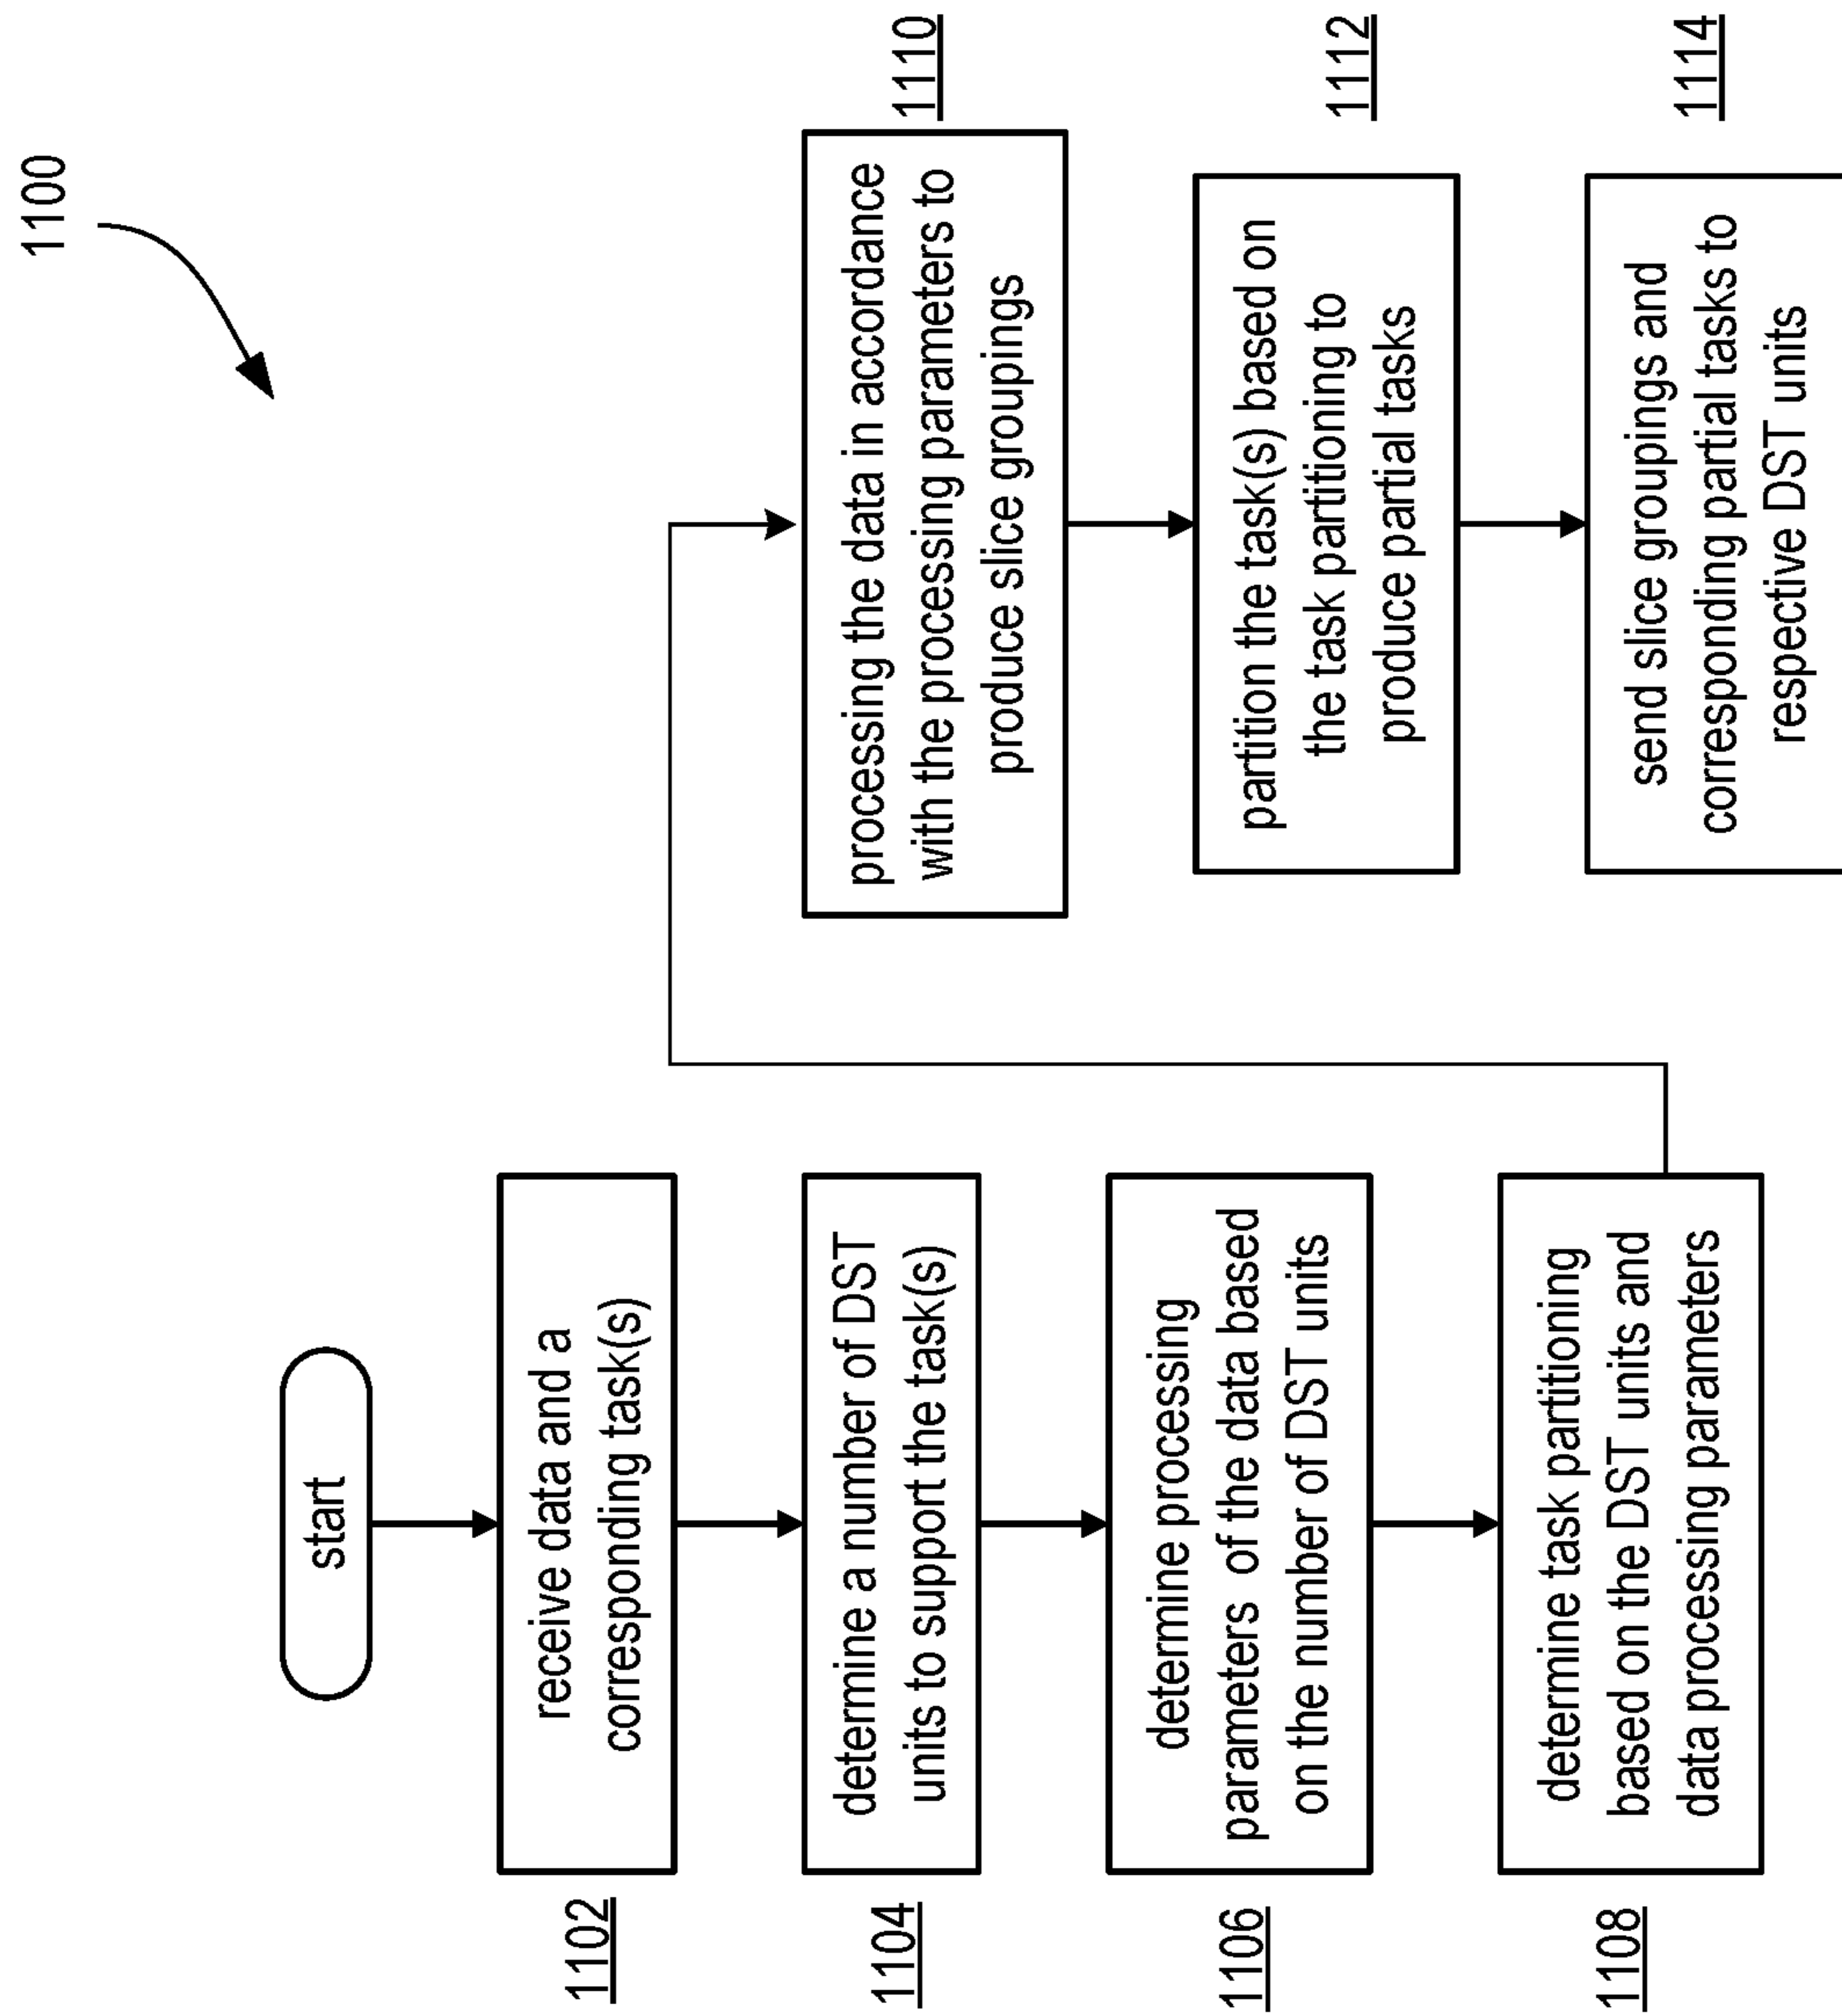 1100
start
receive data and a
corresponding task(s)
1102
determine a number of DST
units to support the task(s)
1104
determine processing
parameters of the data based
on the number of DST units
1106
determine task partitioning
based on the DST units and
data processing parameters
1108
processing the data in accordance
with the processing parameters to
produce slice groupings
1110
partition the task(s) based on
the task partitioning to
produce partial tasks
1112
send slice groupings and
corresponding partial tasks to
respective DST units
1114